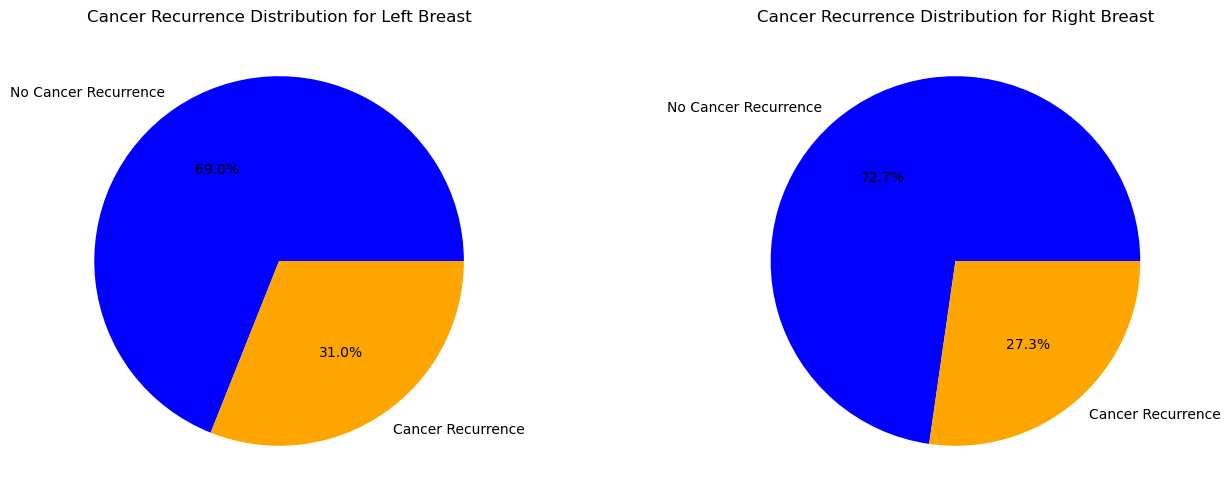 Cancer Recurrence Distribution for Left Breast
No Cancer Recurrence
69.0%
31.0%
Cancer Recurrence
Cancer Recurrence Distribution for Right Breast
No Cancer Recurrence
72.7%
27.3%
Cancer Recurrence